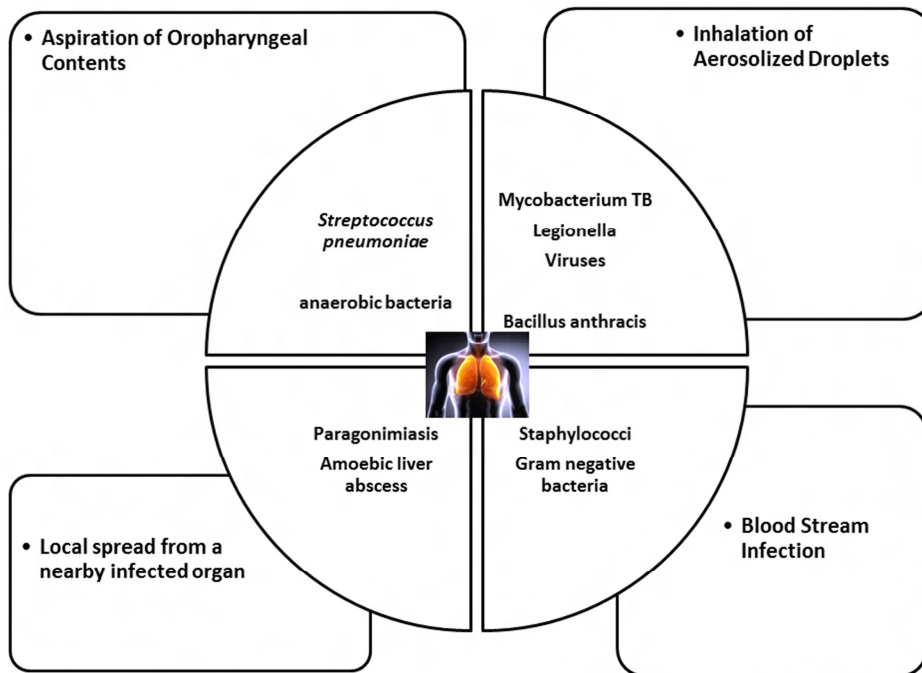 • Aspiration of Oropharyngeal
Contents
• Inhalation of
Aerosolized Droplets
Streptococcus
pneumoniae
anaerobic bacteria
Mycobacterium TB
Legionella
Viruses
Bacillus anthracis
Paragonimiasis
Amoebic liver
abscess
Staphylococci
Gram negative
bacteria
• Local spread from a
nearby infected organ
• Blood Stream
Infection